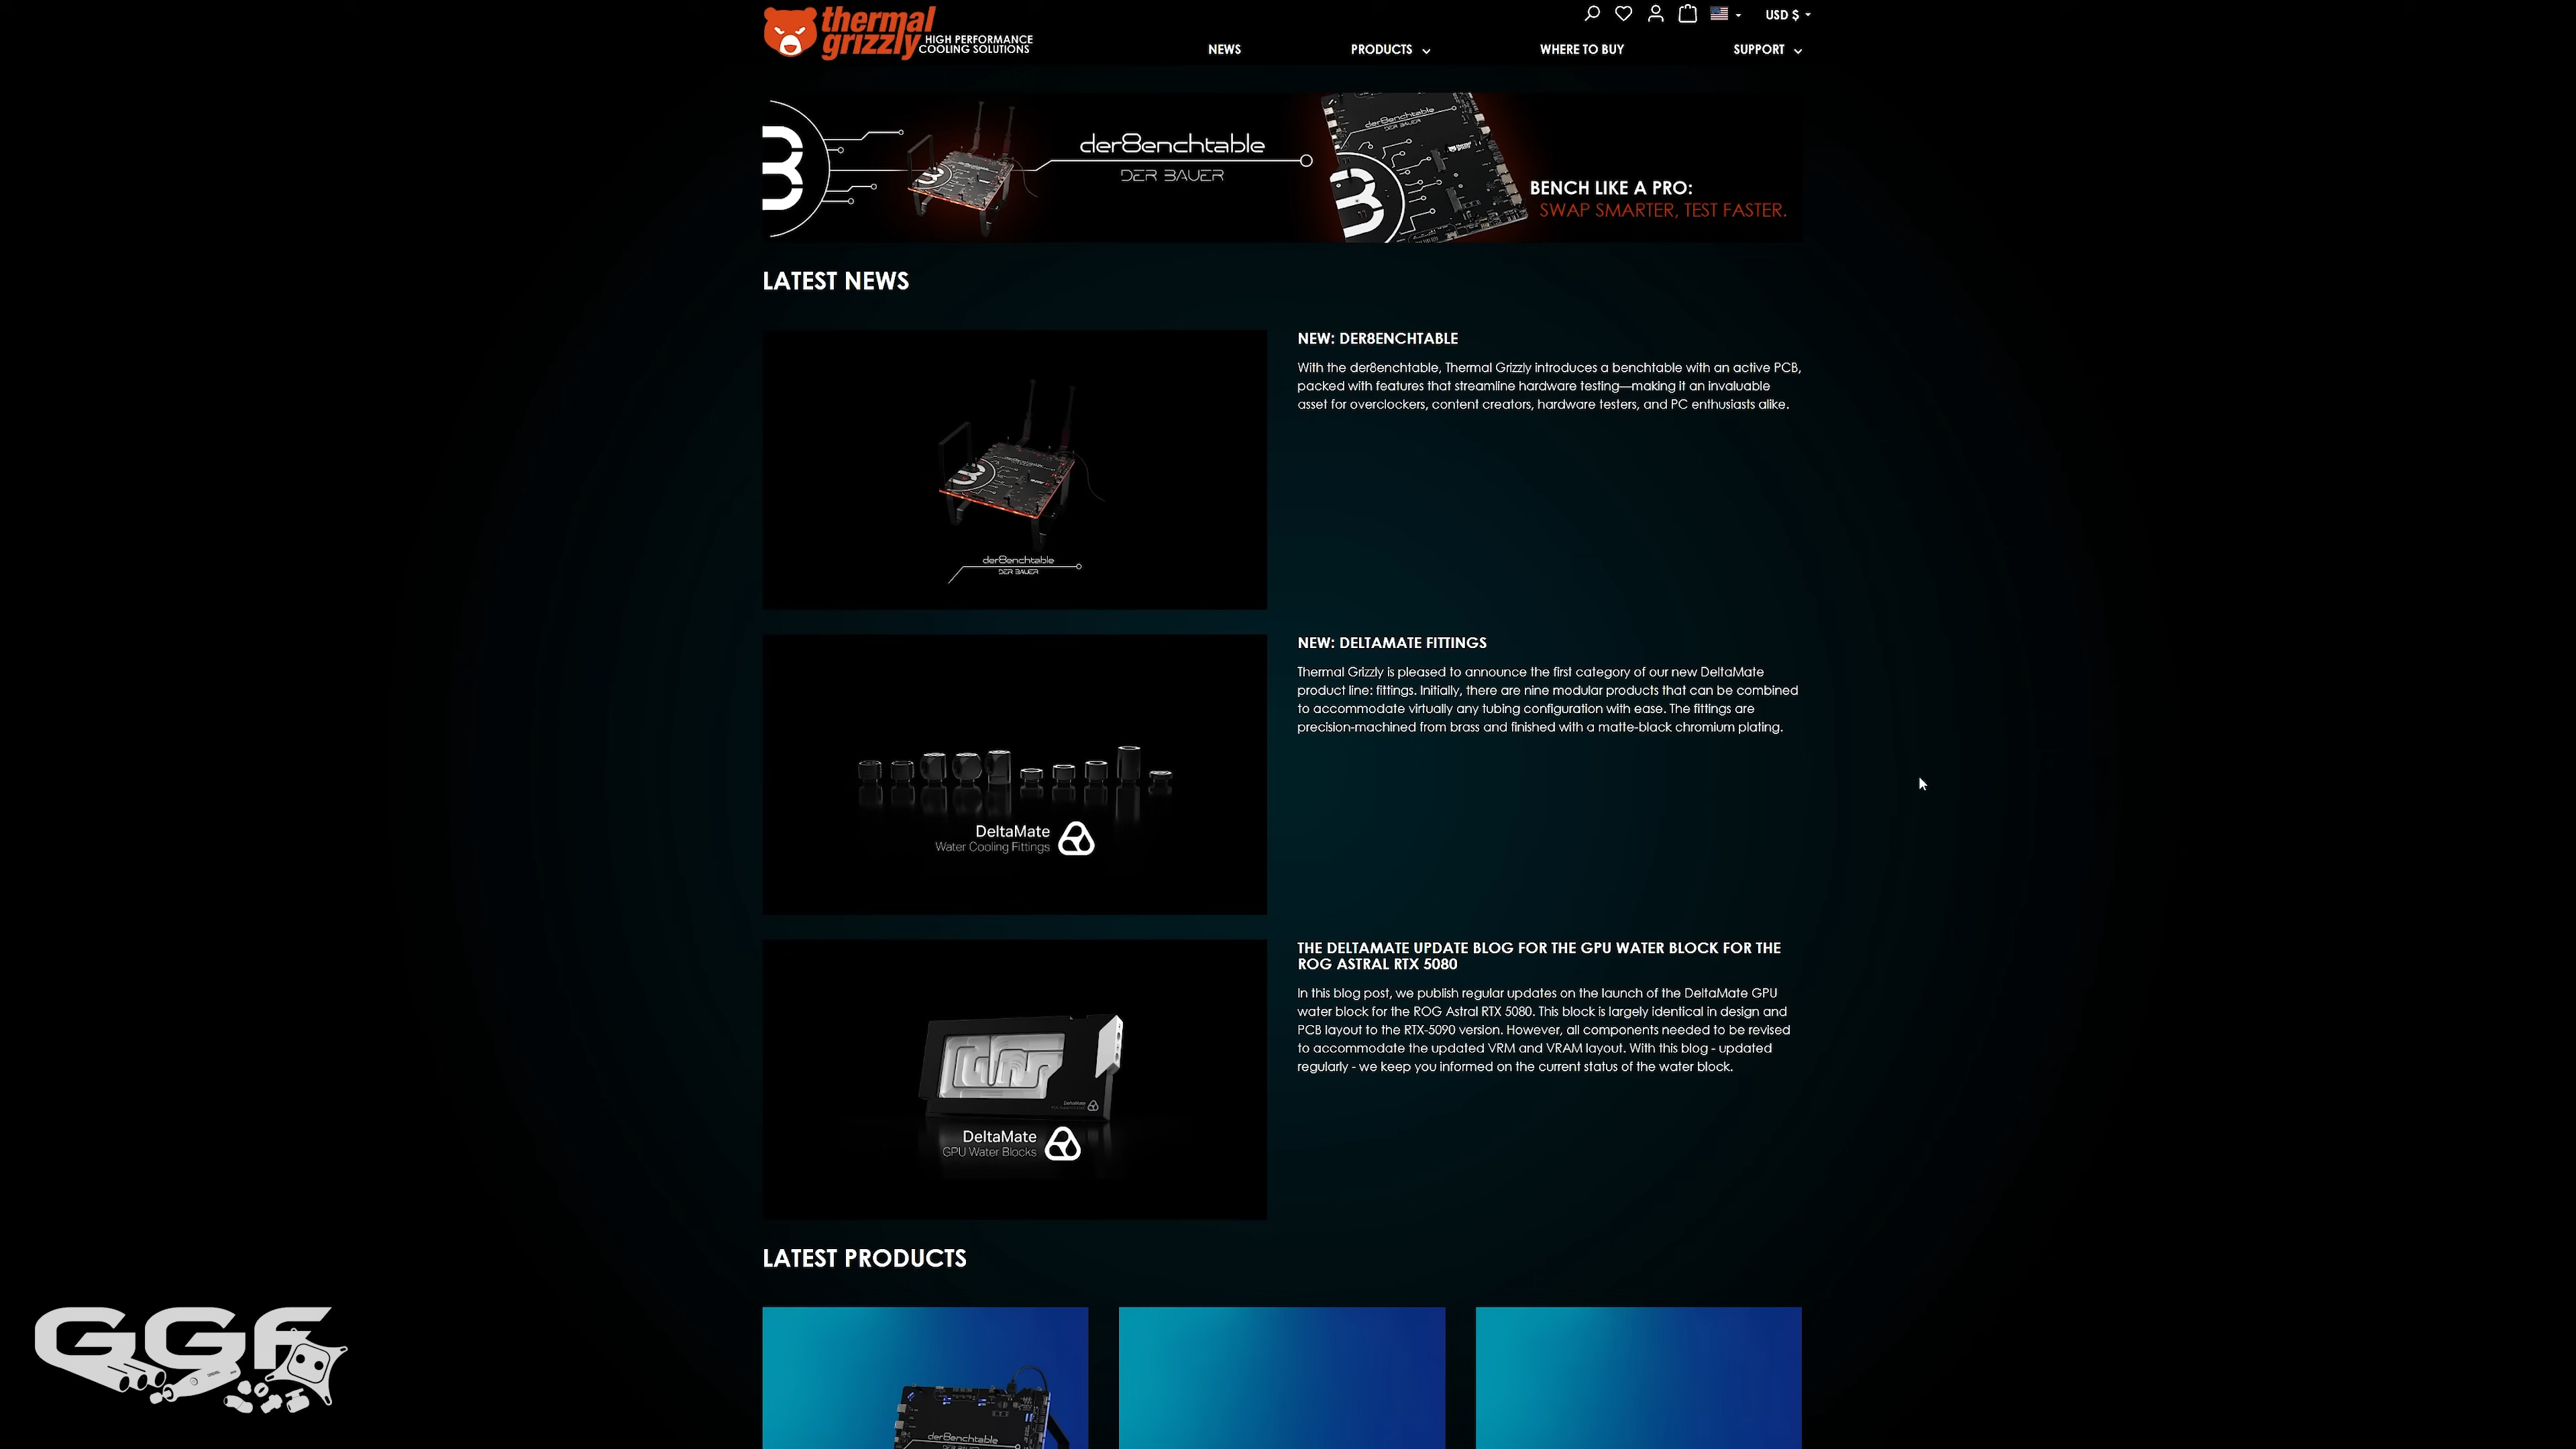 thermal
grizzly
HIGH PERFORMANCE
COOLING SOLUTIONS
USD $
NEWS
PRODUCTS
WHERE TO BUY
SUPPORT
der8enchtable
DER BAUER
der8enchtable
DER BAUER
BENCH LIKE A PRO:
SWAP SMARTER, TEST FASTER.
LATEST NEWS
der8enchtable
DER BAUER
NEW: DER8ENCHTABLE
With the der8enchtable, Thermal Grizzly introduces a benchtable with an active PCB,
packed with features that streamline hardware testing—making it an invaluable
asset for overclockers, content creators, hardware testers, and PC enthusiasts alike.
DeltaMate
Water Cooling Fittings
NEW: DELTAMATE FITTINGS
Thermal Grizzly is pleased to announce the first category of our new DeltaMate
product line: fittings. Initially, there are nine modular products that can be combined
to accommodate virtually any tubing configuration with ease. The fittings are
precision-machined from brass and finished with a matte-black chromium plating.
DeltaMate
DeltaMate
GPU Water Blocks
THE DELTAMATE UPDATE BLOG FOR THE GPU WATER BLOCK FOR THE
ROG ASTRAL RTX 5080
In this blog post, we publish regular updates on the launch of the DeltaMate GPU
water block for the ROG Astral RTX 5080. This block is largely identical in design and
PCB layout to the RTX-5090 version. However, all components needed to be revised
to accommodate the updated VRM and VRAM layout. With this blog - updated
regularly - we keep you informed on the current status of the water block.
LATEST PRODUCTS
der8enchtable
GGF